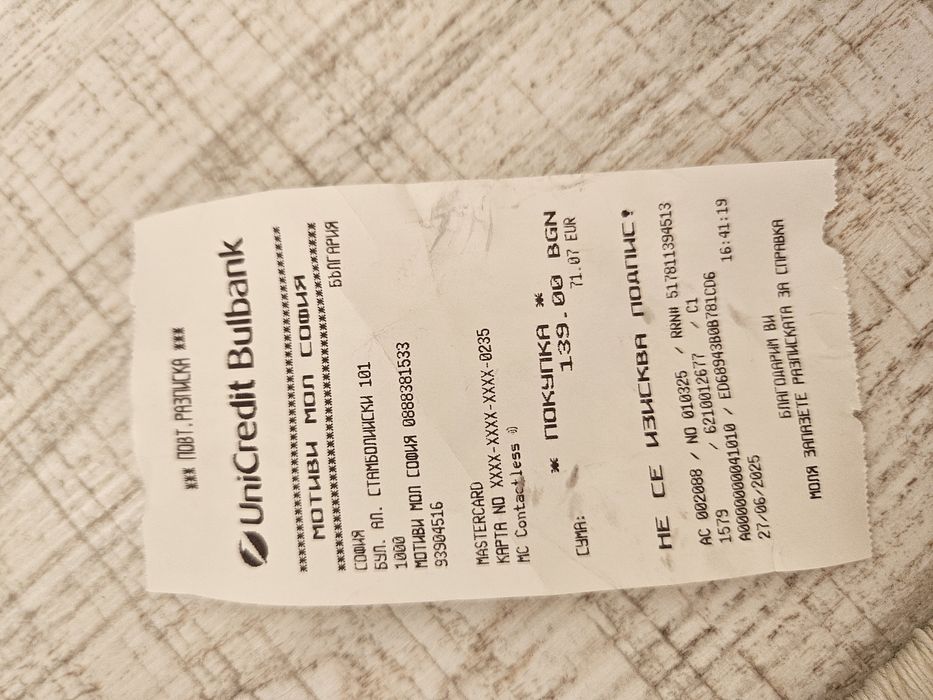 *** ПОВТ.РАЗПИСКА ***
UniCredit Bulbank
****************************************
МОТИВИ МОЛ СОФИЯ
****************************************
БЪЛГАРИЯ
СОФИЯ
БУЛ. АЛ. СТАМБОЛИЙСКИ 101
1000
МОТИВИ МОЛ СОФИЯ 0888381533
93904516
MASTERCARD
КАРТА NO XXXX-XXXX-XXXX-0235
MC Contactless
* ПОКУПКА *
СУМА: 139.00 BGN
71.07 EUR
НЕ СЕ ИЗИСКВА ПОДПИС!
AC 002088 / NO 010325 / RRN# 517811394513
1579 / 6210012677 / C1
A0000000041010 / ED68943B0B781CD6
27/06/2025 16:41:19
БЛАГОДАРИМ ВИ
МОЛЯ ЗАПАЗЕТЕ РАЗПИСКАТА ЗА СПРАВКА